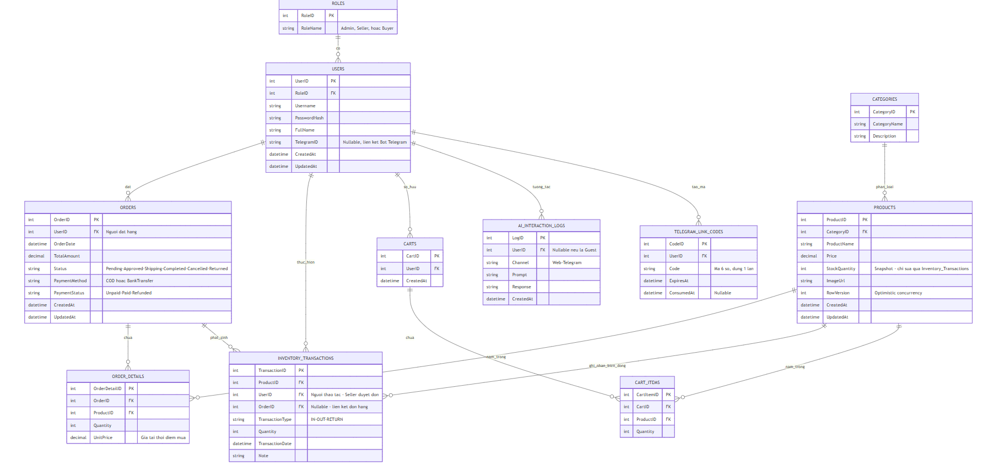 ROLES
int RoleID PK
string RoleName Admin, Seller, hoac Buyer
co
USERS
int UserID PK
int RoleID FK
string Username
string PasswordHash
string FullName
string TelegramID Nullable, lien ket Bot Telegram
datetime CreatedAt
datetime UpdatedAt
CATEGORIES
int CategoryID PK
string CategoryName
string Description
dat
so_huu
tuong_tac
tao_ma
phan_loai
ORDERS
int OrderID PK
int UserID FK Nguoi dat hang
datetime OrderDate
decimal TotalAmount
string Status Pending-Approved-Shipping-Completed-Cancelled-Returned
string PaymentMethod COD hoac BankTransfer
string PaymentStatus Unpaid-Paid-Refunded
datetime CreatedAt
datetime UpdatedAt
thuc_hien
CARTS
int CartID PK
int UserID FK
datetime CreatedAt
AI_INTERACTION_LOGS
int LogID PK
int UserID FK Nullable neu la Guest
string Channel Web-Telegram
string Prompt
string Response
datetime CreatedAt
TELEGRAM_LINK_CODES
int CodeID PK
int UserID FK
string Code Ma 6 so, dung 1 lan
datetime ExpiresAt
datetime ConsumedAt Nullable
PRODUCTS
int ProductID PK
int CategoryID FK
string ProductName
decimal Price
int StockQuantity Snapshot - chi sua qua Inventory_Transactions
string ImageUrl
int RowVersion Optimistic concurrency
datetime CreatedAt
datetime UpdatedAt
chua
phat_sinh
chua
nam_trong
ghi_nhan_bien_dong
nam_trong
ORDER_DETAILS
int OrderDetailID PK
int OrderID FK
int ProductID FK
int Quantity
decimal UnitPrice Gia tai thoi diem mua
INVENTORY_TRANSACTIONS
int TransactionID PK
int ProductID FK
int UserID FK Nguoi thao tac - Seller duyet don
int OrderID FK Nullable - lien ket don hang
string TransactionType IN-OUT-RETURN
int Quantity
datetime TransactionDate
string Note
CART_ITEMS
int CartItemID PK
int CartID FK
int ProductID FK
int Quantity